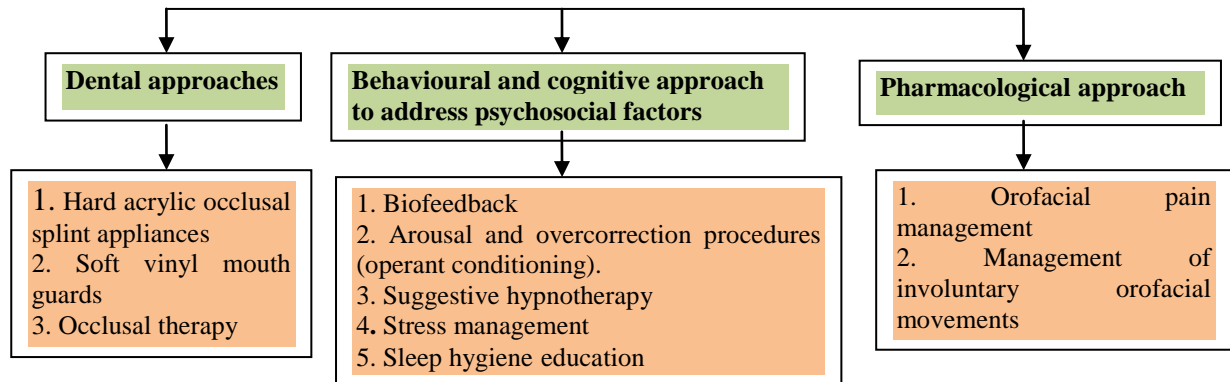 Dental approaches
1. Hard acrylic occlusal
splint appliances
2. Soft vinyl mouth
guards
3. Occlusal therapy
Behavioural and cognitive approach
to address psychosocial factors
1. Biofeedback
2. Arousal and overcorrection procedures
(operant conditioning).
3. Suggestive hypnotherapy
4. Stress management
5. Sleep hygiene education
Pharmacological approach
1. Orofacial pain
management
2. Management of
involuntary orofacial
movements